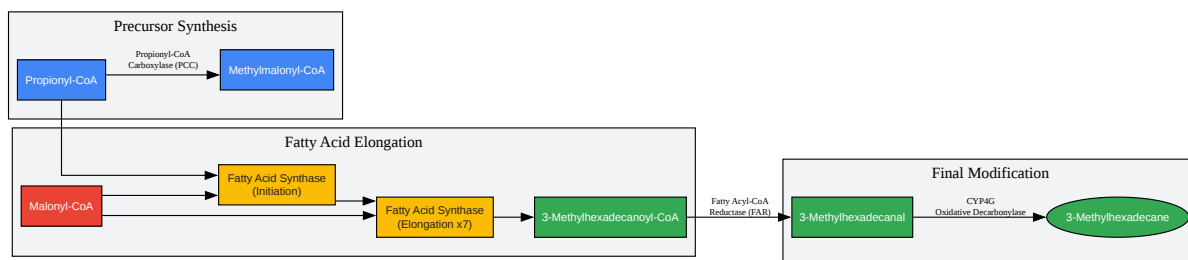 Precursor Synthesis
Propionyl-CoA
Propionyl-CoA
Carboxylase (PCC)
Methylmalonyl-CoA
Fatty Acid Elongation
Malonyl-CoA
Fatty Acid Synthase
(Initiation)
Fatty Acid Synthase
(Elongation x7)
3-Methylhexadecanoyl-CoA
Fatty Acyl-CoA
Reductase (FAR)
Final Modification
3-Methylhexadecanal
CYP4G
Oxidative Decarbonylase
3-Methylhexadecane